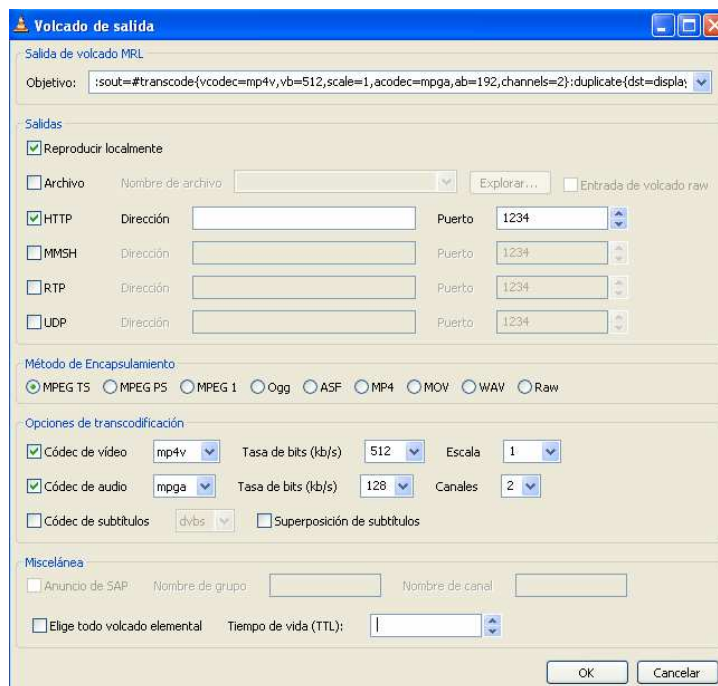 Volcado de salida
Salida de volcado MRL
Objetivo: :sout=#transcode{vcodec=mp4v,vb=512,scale=1,acodec=mpga,ab=192,channels=2}:duplicate{dst=display
Salidas
Reproducir localmente
Archivo Nombre de archivo Explorar... Entrada de volcado raw
HTTP Dirección Puerto 1234
MMSH Dirección Puerto 1234
RTP Dirección Puerto 1234
UDP Dirección Puerto 1234
Método de Encapsulamiento
MPEG TS MPEG PS MPEG 1 Ogg ASF MP4 MOV WAV Raw
Opciones de transcodificación
Códec de vídeo mp4v Tasa de bits (kb/s) 512 Escala 1
Códec de audio mpga Tasa de bits (kb/s) 128 Canales 2
Códec de subtítulos dvbs Superposición de subtítulos
Miscelánea
Anuncio de SAP Nombre de grupo Nombre de canal
Elige todo volcado elemental Tiempo de vida (TTL):
OK Cancelar